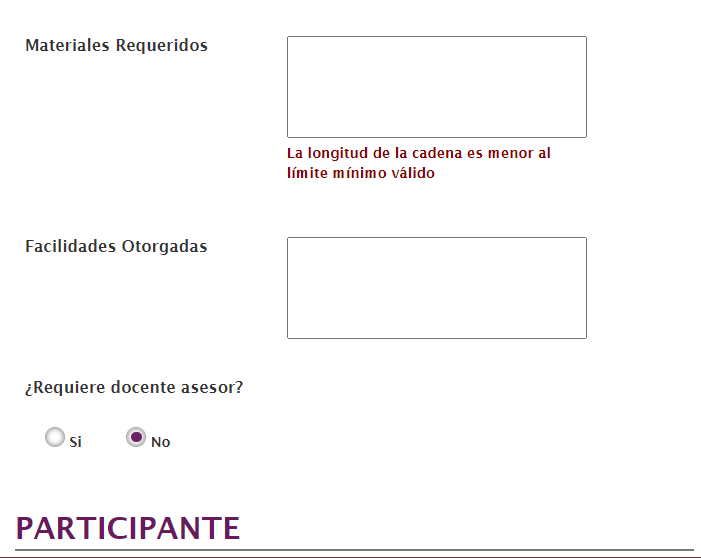 Materiales Requeridos
La longitud de la cadena es menor al
límite mínimo válido
Facilidades Otorgadas
¿Requiere docente asesor?
Si No
PARTICIPANTE